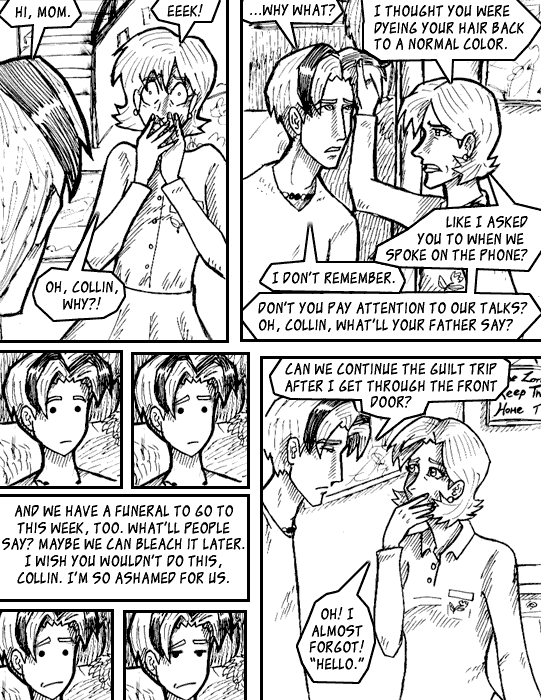 HI, MOM.
EEEK!
OH, COLLIN,
WHY?!
...WHY WHAT?
I THOUGHT YOU WERE
DYEING YOUR HAIR BACK
TO A NORMAL COLOR.
LIKE I ASKED
YOU TO WHEN WE
SPOKE ON THE PHONE?
I DON'T REMEMBER.
DON'T YOU PAY ATTENTION TO OUR TALKS?
OH, COLLIN, WHAT'LL YOUR FATHER SAY?
AND WE HAVE A FUNERAL TO GO TO
THIS WEEK, TOO. WHAT'LL PEOPLE
SAY? MAYBE WE CAN BLEACH IT LATER.
I WISH YOU WOULDN'T DO THIS,
COLLIN. I'M SO ASHAMED FOR US.
CAN WE CONTINUE THE GUILT TRIP
AFTER I GET THROUGH THE FRONT
DOOR?
Keep
Home
OH! I
ALMOST
FORGOT!
"HELLO."